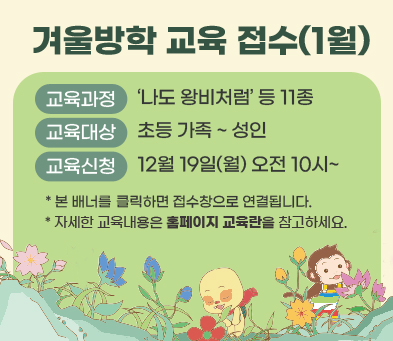 겨울방학 교육 접수(1월)
교육과정 ‘나도 왕비처럼’ 등 11종
교육대상 초등 가족 ~ 성인
교육신청 12월 19일(월) 오전 10시~
* 본 배너를 클릭하면 접수창으로 연결됩니다.
* 자세한 교육내용은 홈페이지 교육란을 참고하세요.